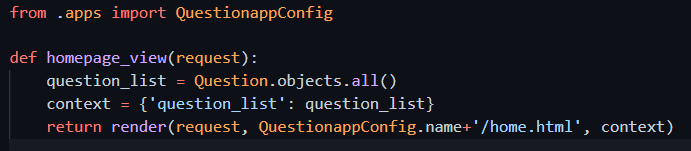 from .apps import QuestionappConfig
def homepage_view(request):
    question_list = Question.objects.all()
    context = {'question_list': question_list}
    return render(request, QuestionappConfig.name+'/home.html', context)